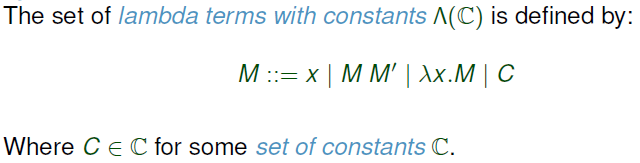 The set of lambda terms with constants Λ(ℂ) is defined by:
M ::= x | M M′ | λx.M | C
Where C ∈ ℂ for some set of constants ℂ.